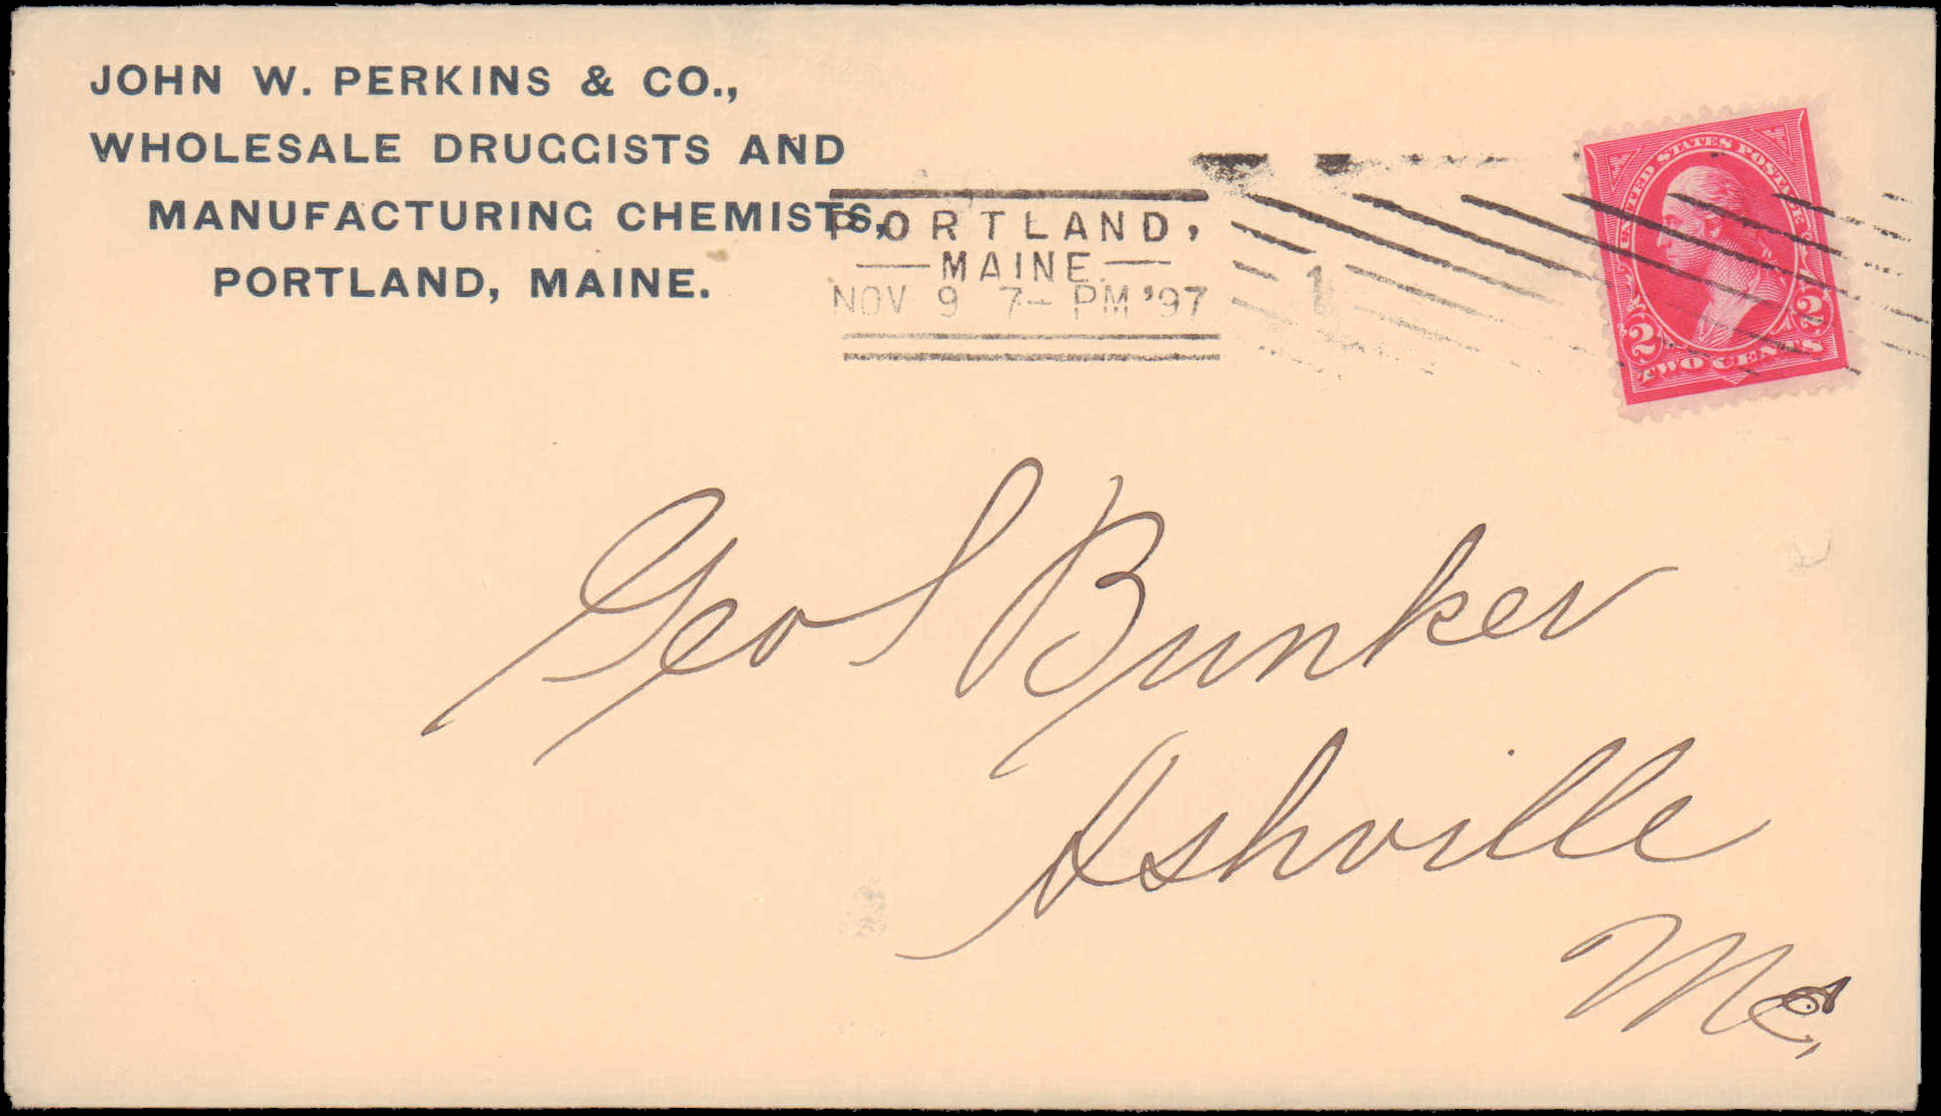 JOHN W. PERKINS & CO.,
WHOLESALE DRUGGISTS AND
MANUFACTURING CHEMISTS,
PORTLAND, MAINE.
PORTLAND,
MAINE.
NOV 9 7- PM '97
1
UNITED STATES POSTAGE
2 2
TWO CENTS
Geo S Bunker
Ashville
Me,